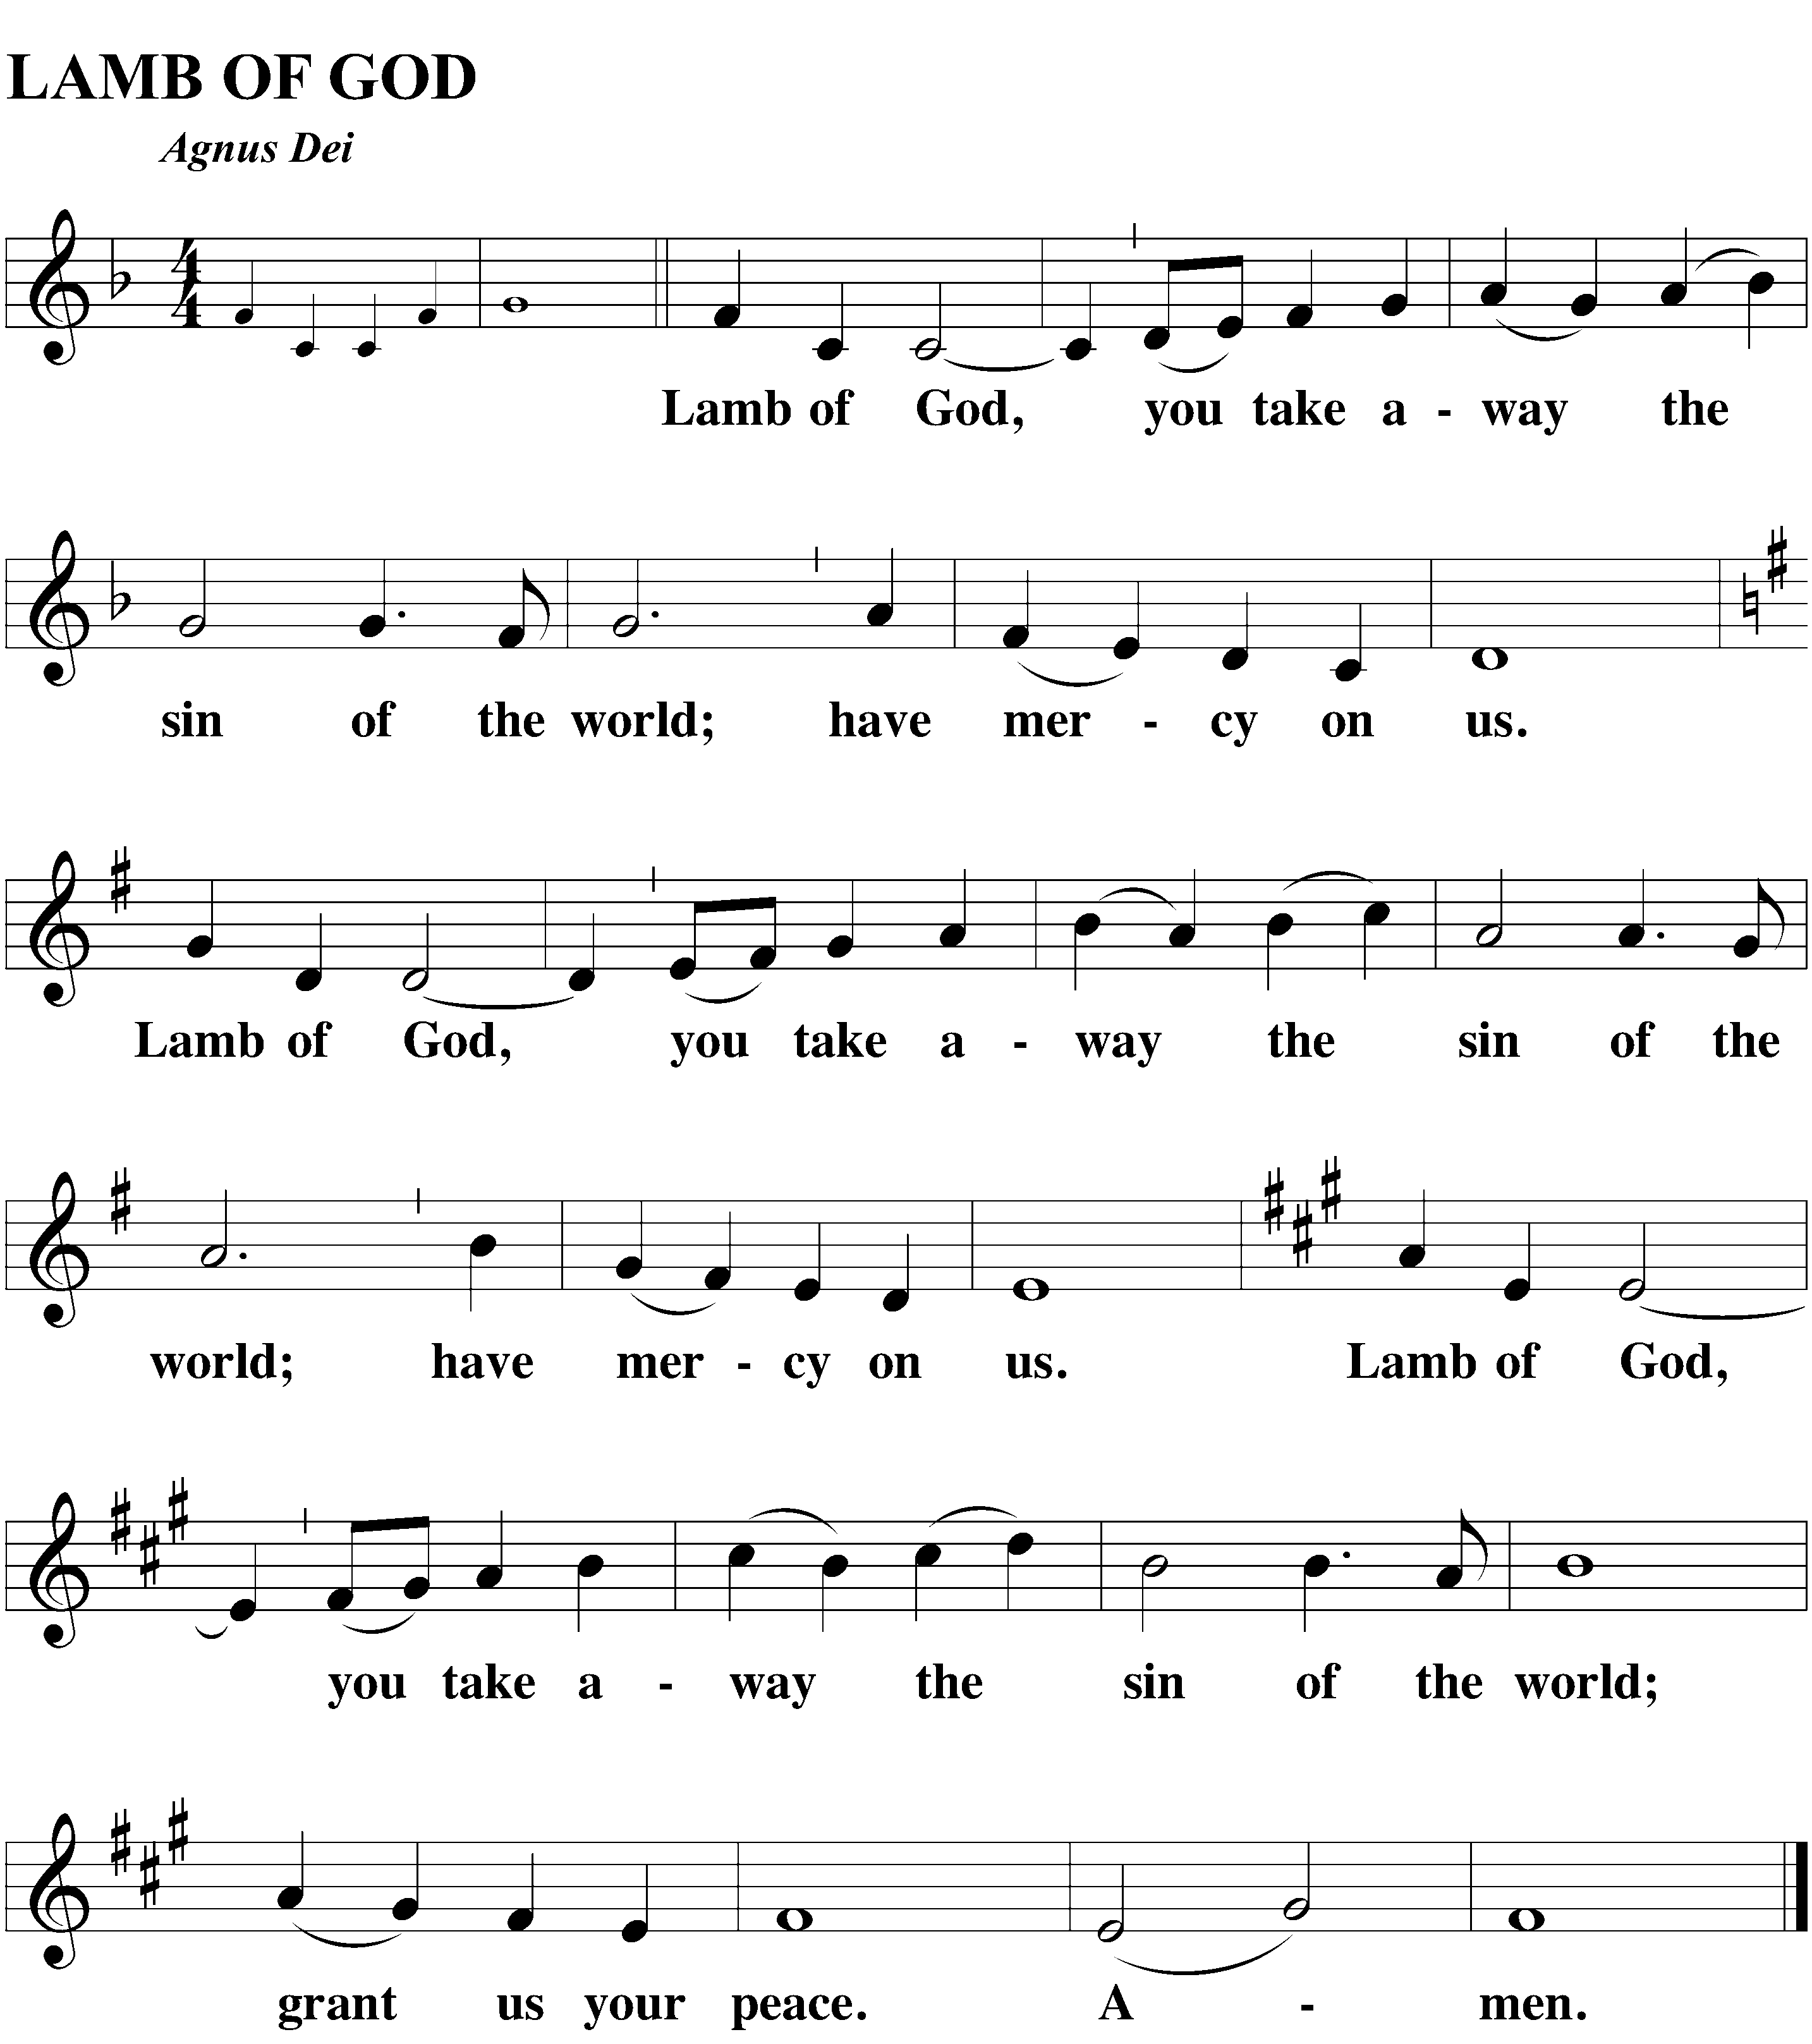 LAMB OF GOD
Agnus Dei
4
4
Lamb of God, you take a - way the
sin of the world; have mer - cy on us.
Lamb of God, you take a - way the sin of the
world; have mer - cy on us. Lamb of God,
you take a - way the sin of the world;
grant us your peace. A - men.